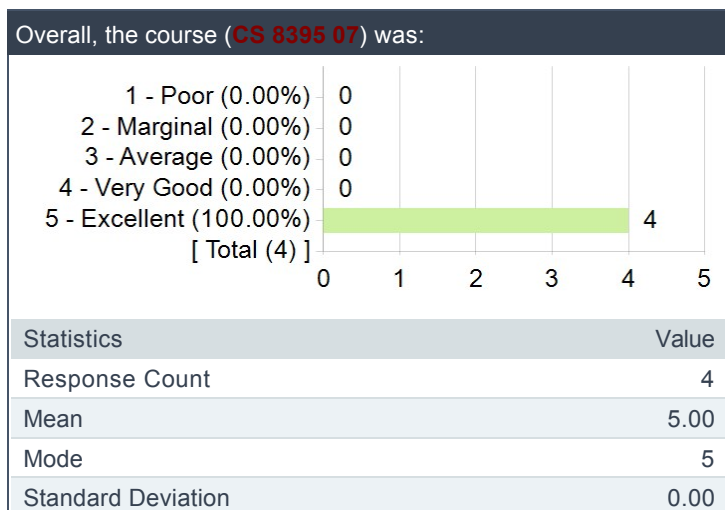 Overall, the course (CS 8395 07) was:
1 - Poor (0.00%) 0
2 - Marginal (0.00%) 0
3 - Average (0.00%) 0
4 - Very Good (0.00%) 0
5 - Excellent (100.00%) 4
[ Total (4) ]
0 1 2 3 4 5
Statistics Value
Response Count 4
Mean 5.00
Mode 5
Standard Deviation 0.00